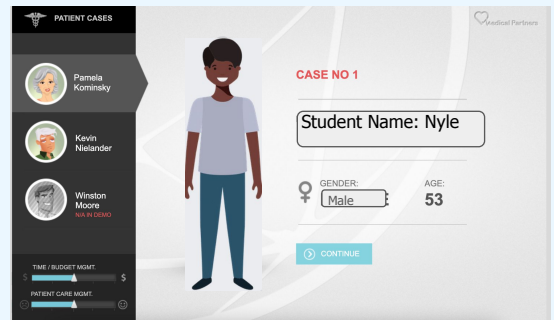 PATIENT CASES
Medical Partners
Pamela
Kominsky
CASE NO 1
Student Name: Nyle
Kevin
Nielander
GENDER:
Male
AGE:
53
Winston
Moore
N/A IN DEMO
CONTINUE
TIME / BUDGET MGMT.
$ $
PATIENT CARE MGMT.